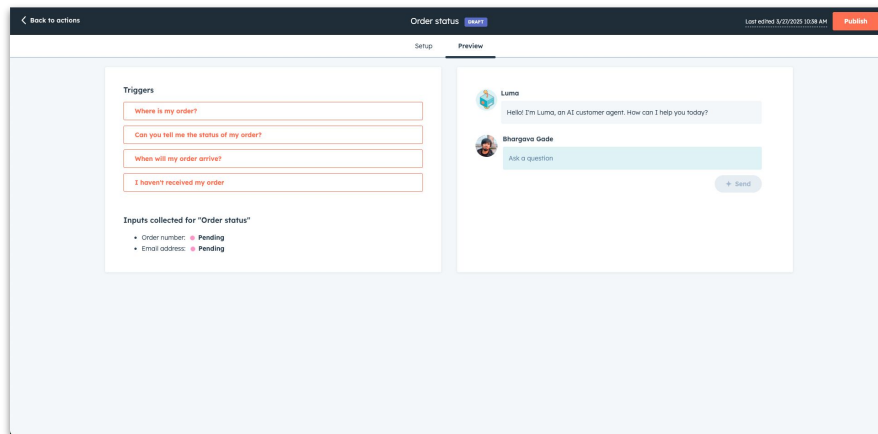 Back to actions
Order status DRAFT
Last edited 3/27/2025 10:38 AM
Publish
Setup
Preview
Triggers
Where is my order?
Can you tell me the status of my order?
When will my order arrive?
I haven't received my order
Inputs collected for "Order status"
• Order number: Pending
• Email address: Pending
Luma
Hello! I'm Luma, an AI customer agent. How can I help you today?
Bhargava Gade
Ask a question
+ Send